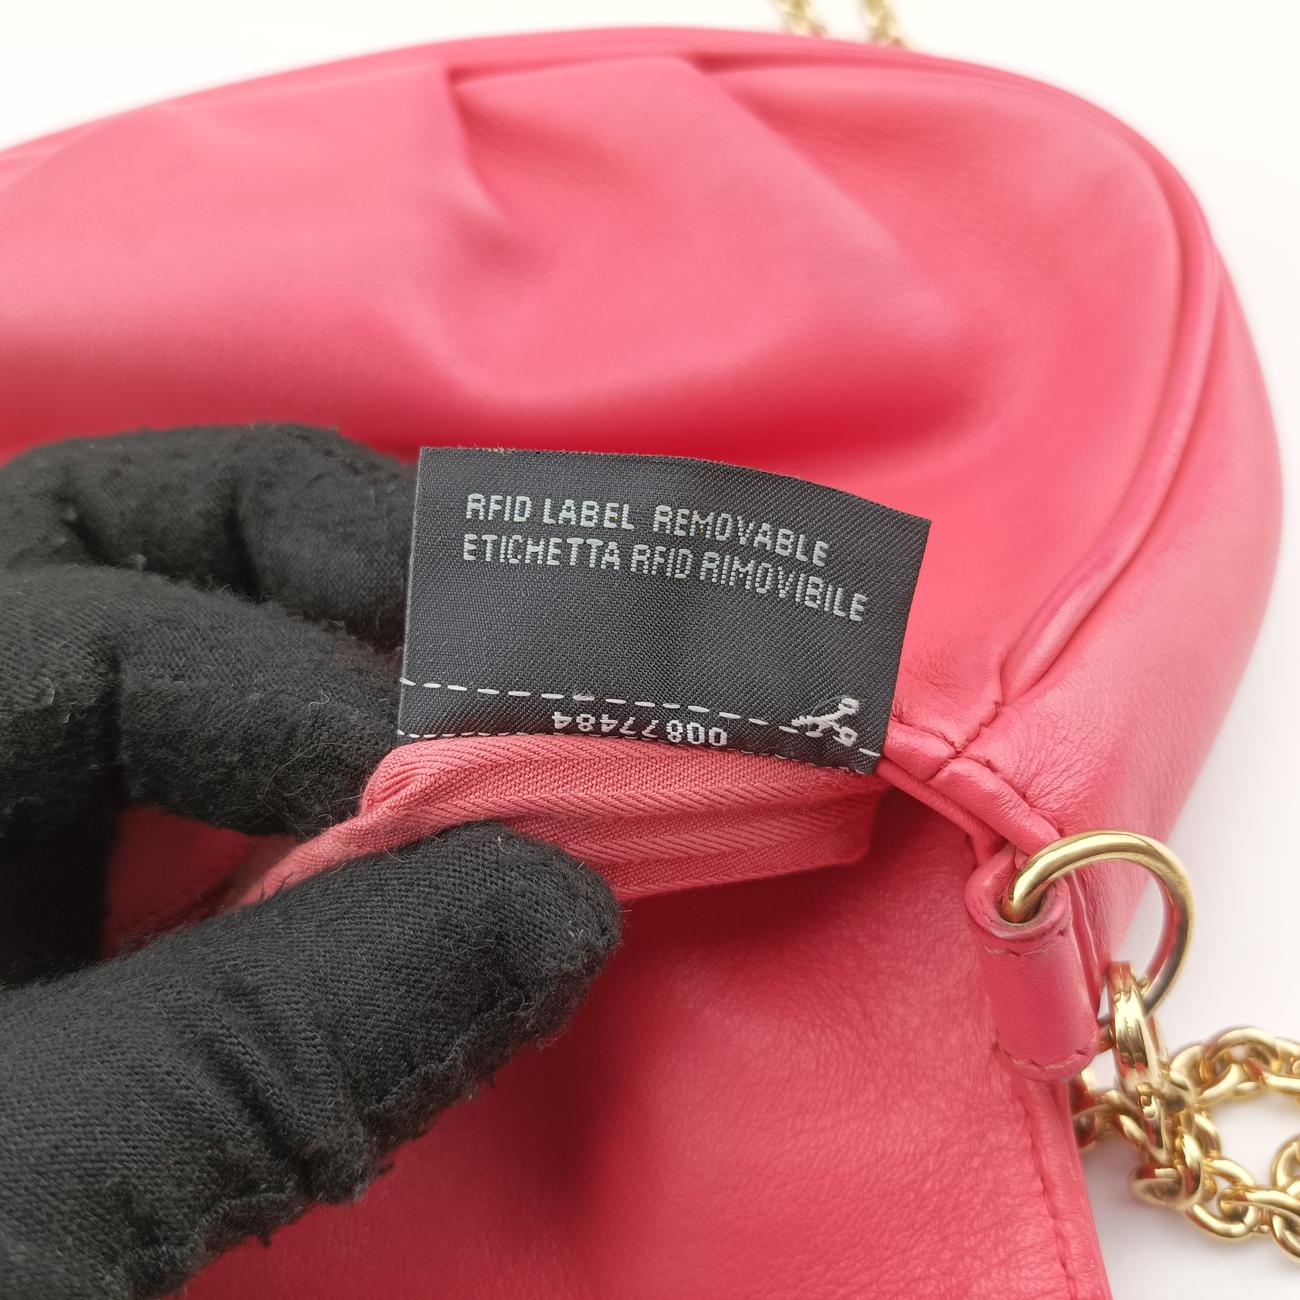 RFID LABEL REMOVABLE
ETICHETTA RFID RIMOVIBILE
00877484